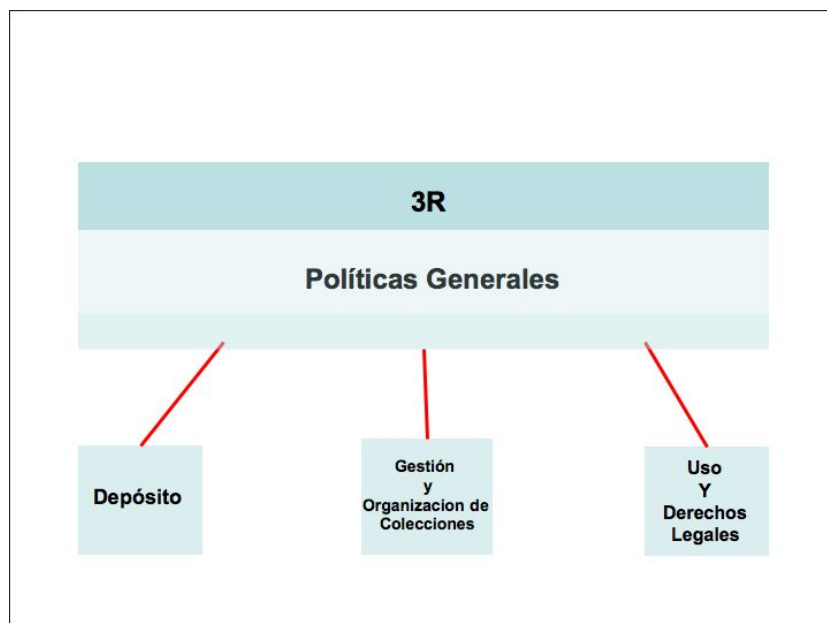 3R
Políticas Generales
Depósito
Gestión
y
Organizacion de
Colecciones
Uso
Y
Derechos
Legales